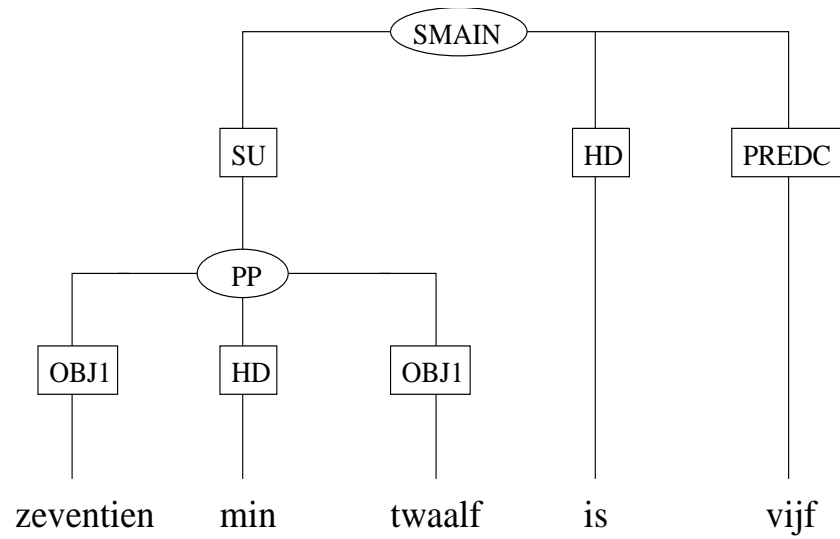 SMAIN
SU HD PREDC
PP
OBJ1 HD OBJ1
zeventien min twaalf is vijf